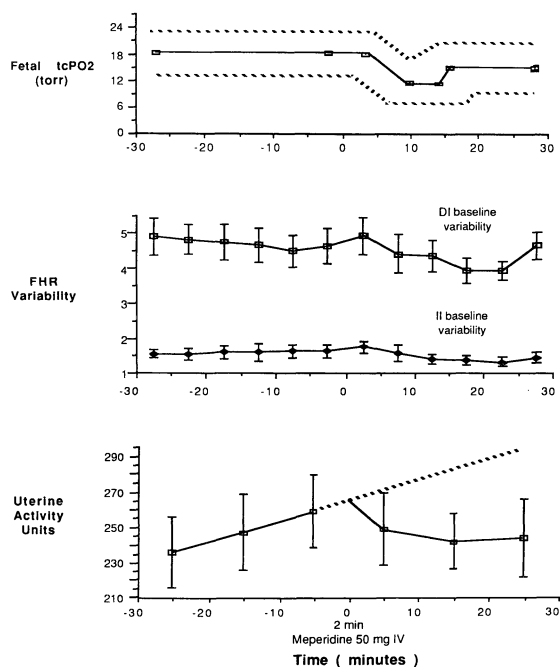 Fetal tcPO2
(torr)
24
18
12
6
0
-30 -20 -10 0 10 20 30
FHR
Variability
5
4
3
2
1
DI baseline
variability
II baseline
variability
-30 -20 -10 0 10 20 30
Uterine
Activity
Units
290
270
250
230
210
-30 -20 -10 0 10 20 30
2 min
Meperidine 50 mg IV
Time ( minutes )